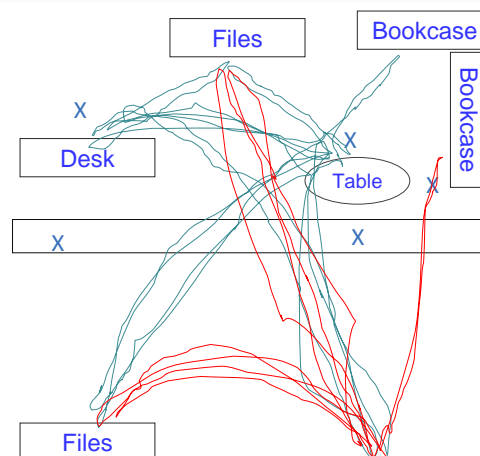 Files
Bookcase
Bookcase
X
X
Desk
Table
X
X
X
Files